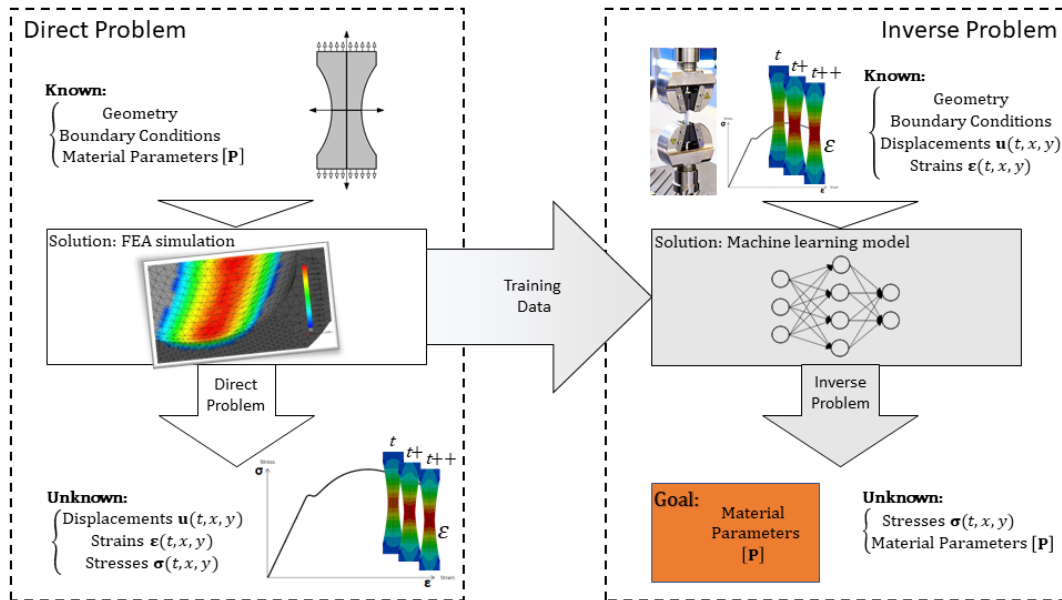 Direct Problem
Known:
Geometry
Boundary Conditions
Material Parameters [𝐏]
Solution: FEA simulation
Direct
Problem
Unknown:
Displacements 𝐮(t, x, y)
Strains 𝛆(t, x, y)
Stresses 𝛔(t, x, y)
Stress
σ
t
t+
t++
ℰ
ε
Strain
Training
Data
Inverse Problem
t
t+
t++
σ
ℰ
ε
Known:
Geometry
Boundary Conditions
Displacements 𝐮(t, x, y)
Strains 𝛆(t, x, y)
Solution: Machine learning model
Inverse
Problem
Goal:
Material
Parameters
[𝐏]
Unknown:
Stresses 𝛔(t, x, y)
Material Parameters [𝐏]